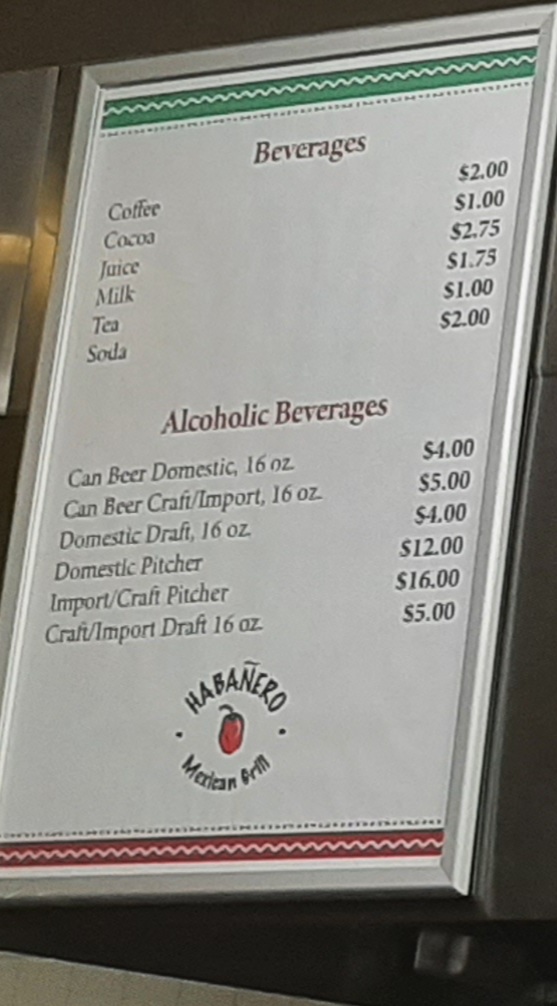 Beverages
Coffee $2.00
Cocoa $1.00
Juice $2.75
Milk $1.75
Tea $1.00
Soda $2.00
Alcoholic Beverages
Can Beer Domestic, 16 oz. $4.00
Can Beer Craft/Import, 16 oz. $5.00
Domestic Draft, 16 oz. $4.00
Domestic Pitcher $12.00
Import/Craft Pitcher $16.00
Craft/Import Draft 16 oz. $5.00
HABAÑERO
Mexican Grill